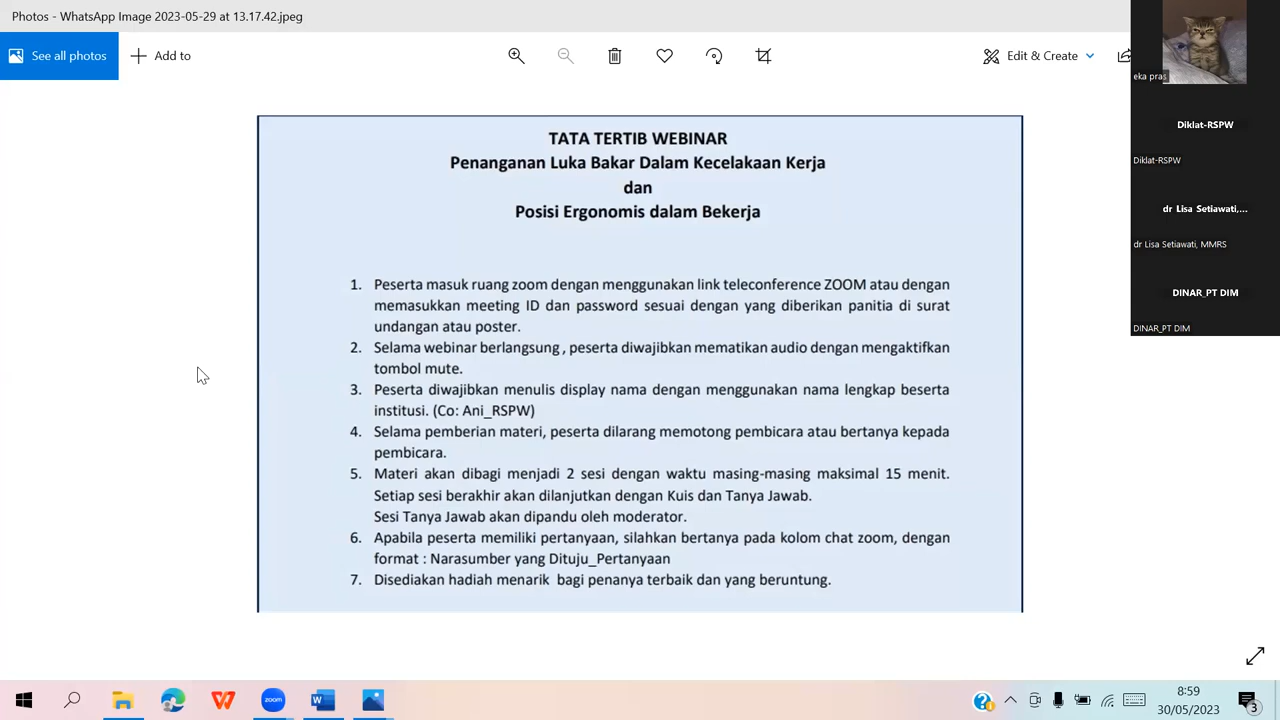 Photos - WhatsApp Image 2023-05-29 at 13.17.42.jpeg
See all photos
Add to
Edit & Create
eka pras
Diklat-RSPW
Diklat-RSPW
dr Lisa Setiawati,...
dr Lisa Setiawati, MMRS
DINAR_PT DIM
DINAR_PT DIM
TATA TERTIB WEBINAR
Penanganan Luka Bakar Dalam Kecelakaan Kerja
dan
Posisi Ergonomis dalam Bekerja
1. Peserta masuk ruang zoom dengan menggunakan link teleconference ZOOM atau dengan
memasukkan meeting ID dan password sesuai dengan yang diberikan panitia di surat
undangan atau poster.
2. Selama webinar berlangsung , peserta diwajibkan mematikan audio dengan mengaktifkan
tombol mute.
3. Peserta diwajibkan menulis display nama dengan menggunakan nama lengkap beserta
institusi. (Co: Ani_RSPW)
4. Selama pemberian materi, peserta dilarang memotong pembicara atau bertanya kepada
pembicara.
5. Materi akan dibagi menjadi 2 sesi dengan waktu masing-masing maksimal 15 menit.
Setiap sesi berakhir akan dilanjutkan dengan Kuis dan Tanya Jawab.
Sesi Tanya Jawab akan dipandu oleh moderator.
6. Apabila peserta memiliki pertanyaan, silahkan bertanya pada kolom chat zoom, dengan
format : Narasumber yang Dituju_Pertanyaan
7. Disediakan hadiah menarik bagi penanya terbaik dan yang beruntung.
zoom
8:59
30/05/2023
3